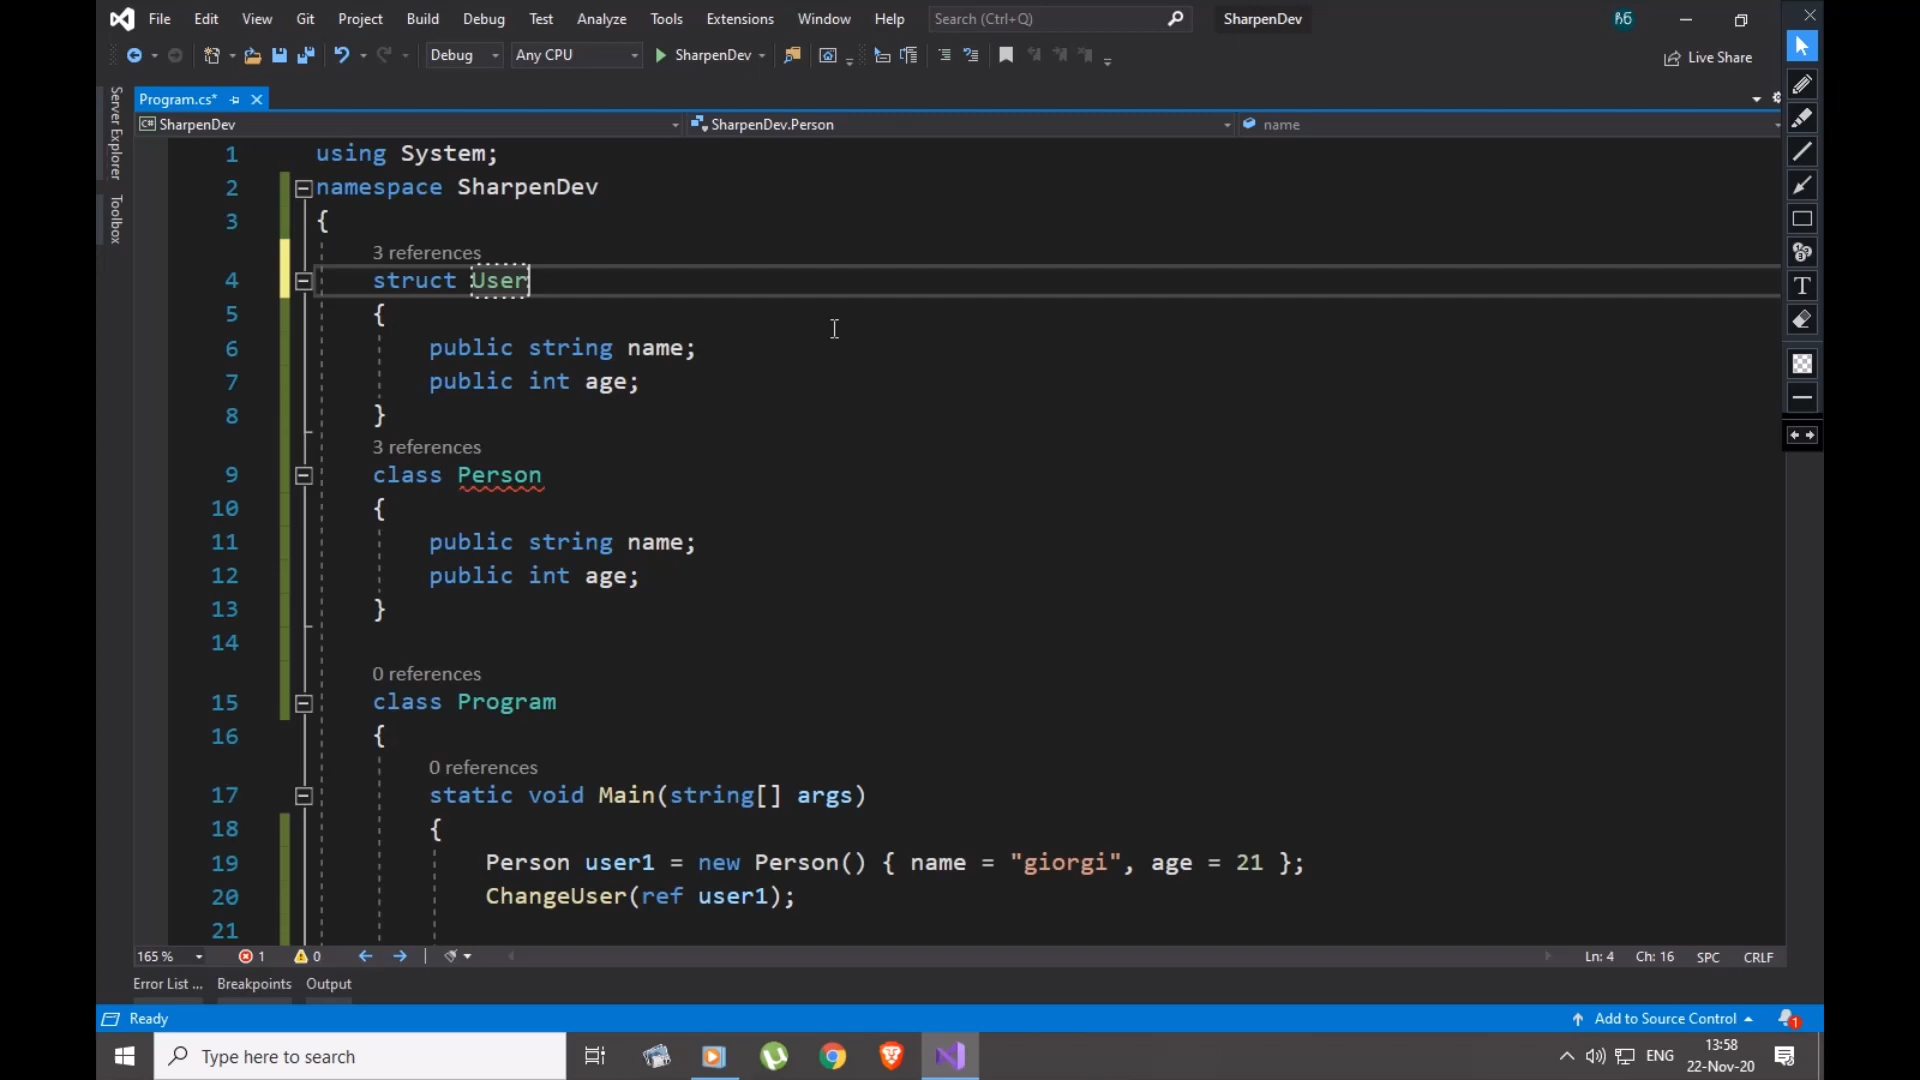 File Edit View Git Project Build Debug Test Analyze Tools Extensions Window Help Search (Ctrl+Q) SharpenDev
Debug Any CPU SharpenDev Live Share
Server Explorer
Toolbox
Program.cs*
SharpenDev SharpenDev.Person name
1 using System;
2 namespace SharpenDev
3 {
3 references
4 struct User
5 {
6 public string name;
7 public int age;
8 }
3 references
9 class Person
10 {
11 public string name;
12 public int age;
13 }
14
0 references
15 class Program
16 {
0 references
17 static void Main(string[] args)
18 {
19 Person user1 = new Person() { name = "giorgi", age = 21 };
20 ChangeUser(ref user1);
21
165 % 1 0 Ln: 4 Ch: 16 SPC CRLF
Error List ... Breakpoints Output
Ready Add to Source Control 1
Type here to search ENG 13:58
22-Nov-20